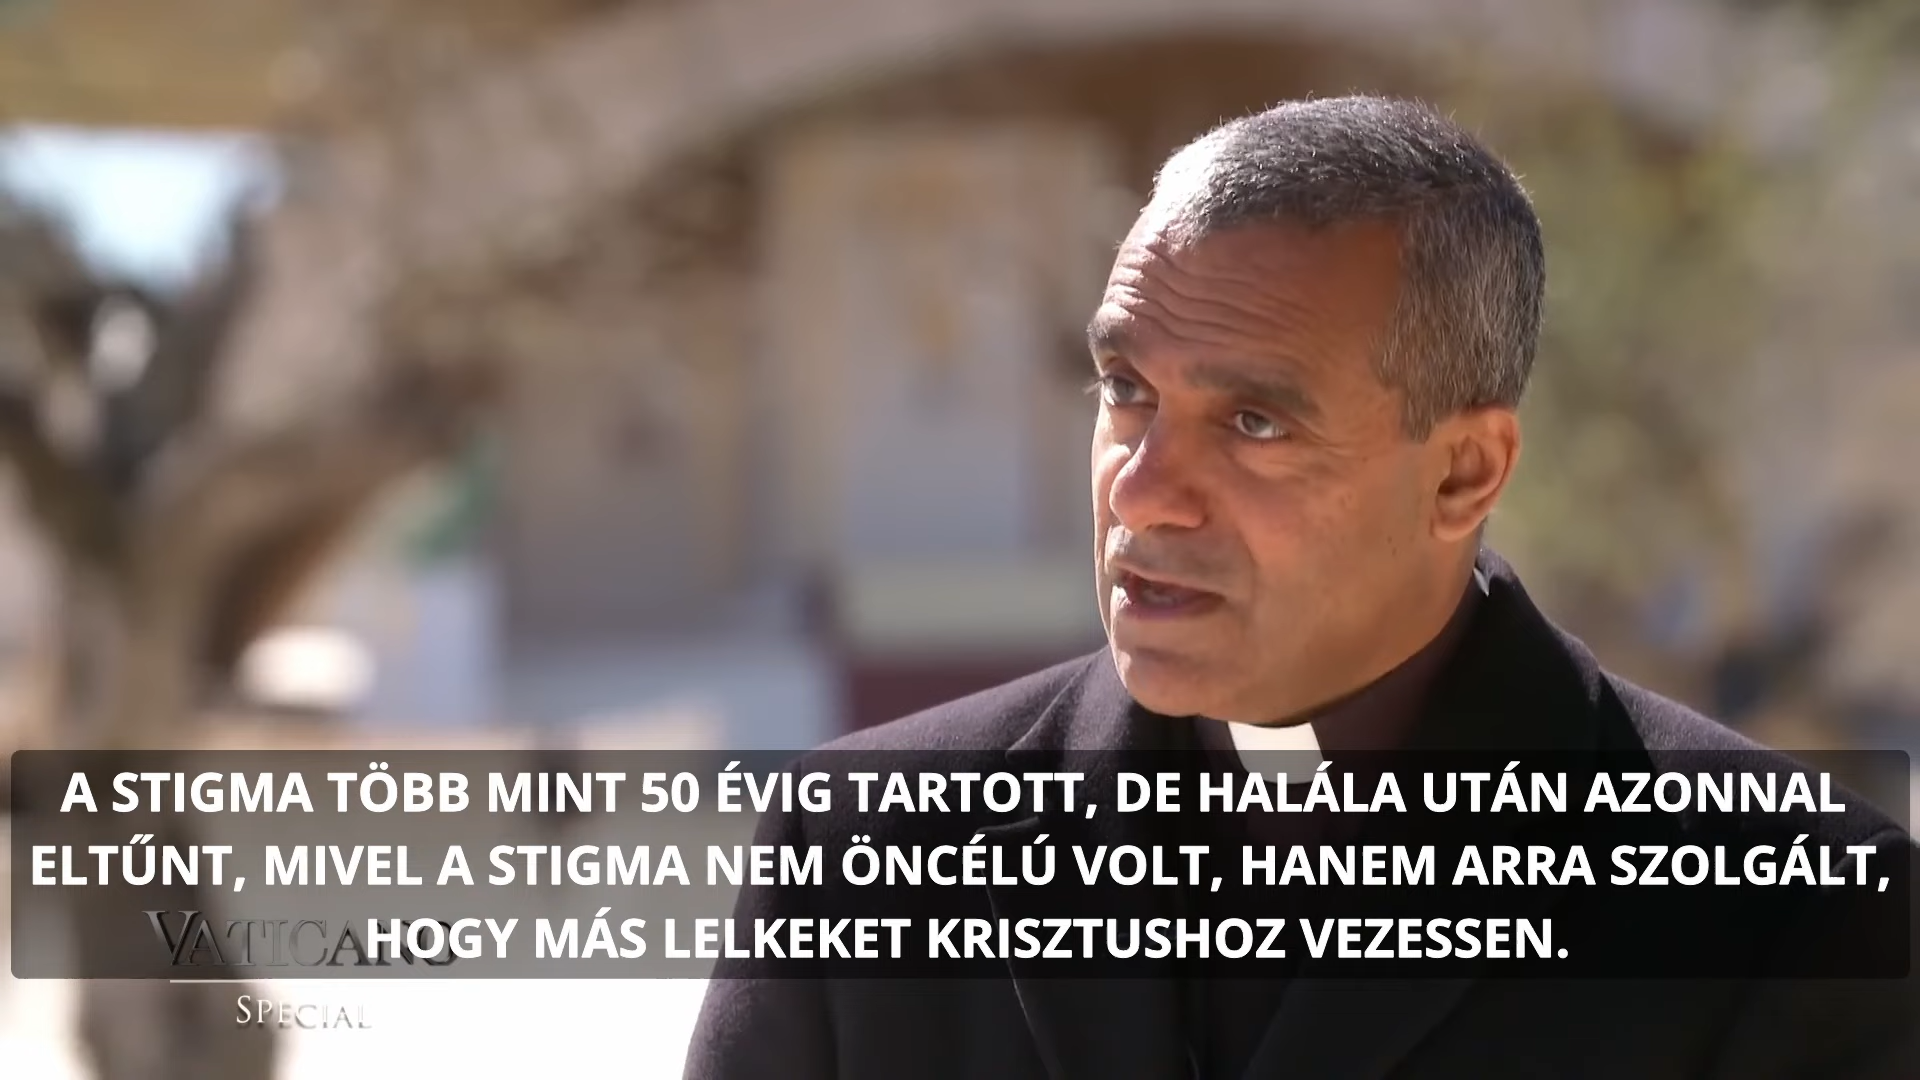 A STIGMA TÖBB MINT 50 ÉVIG TARTOTT, DE HALÁLA UTÁN AZONNAL
ELTŰNT, MIVEL A STIGMA NEM ÖNCÉLÚ VOLT, HANEM ARRA SZOLGÁLT,
HOGY MÁS LELKEKET KRISZTUSHOZ VEZESSEN.
VATICANO
SPECIAL